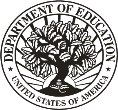 DEPARTMENT OF EDUCATION
UNITED STATES OF AMERICA